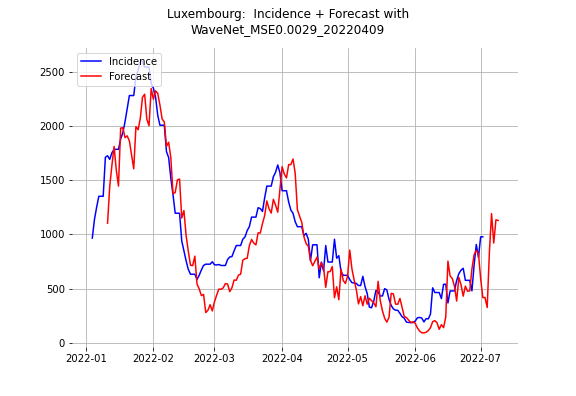 Luxembourg:  Incidence + Forecast with
WaveNet_MSE0.0029_20220409
Incidence
Forecast
2500
2000
1500
1000
500
0
2022-01 2022-02 2022-03 2022-04 2022-05 2022-06 2022-07